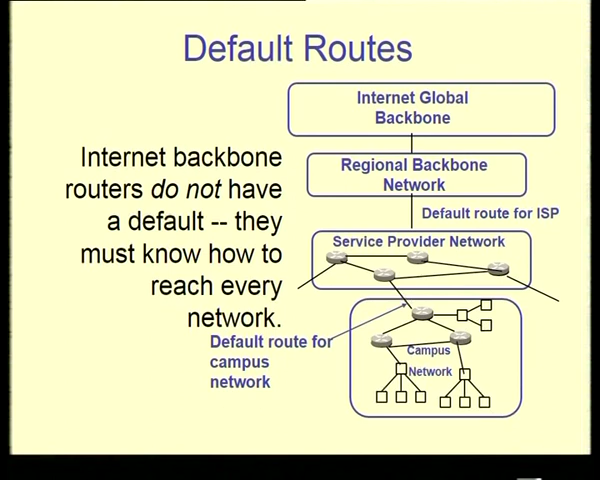 Default Routes
Internet Global
Backbone
Internet backbone
routers do not have
a default -- they
must know how to
reach every
network.
Regional Backbone
Network
Default route for ISP
Service Provider Network
Default route for
campus
network
Campus
Network